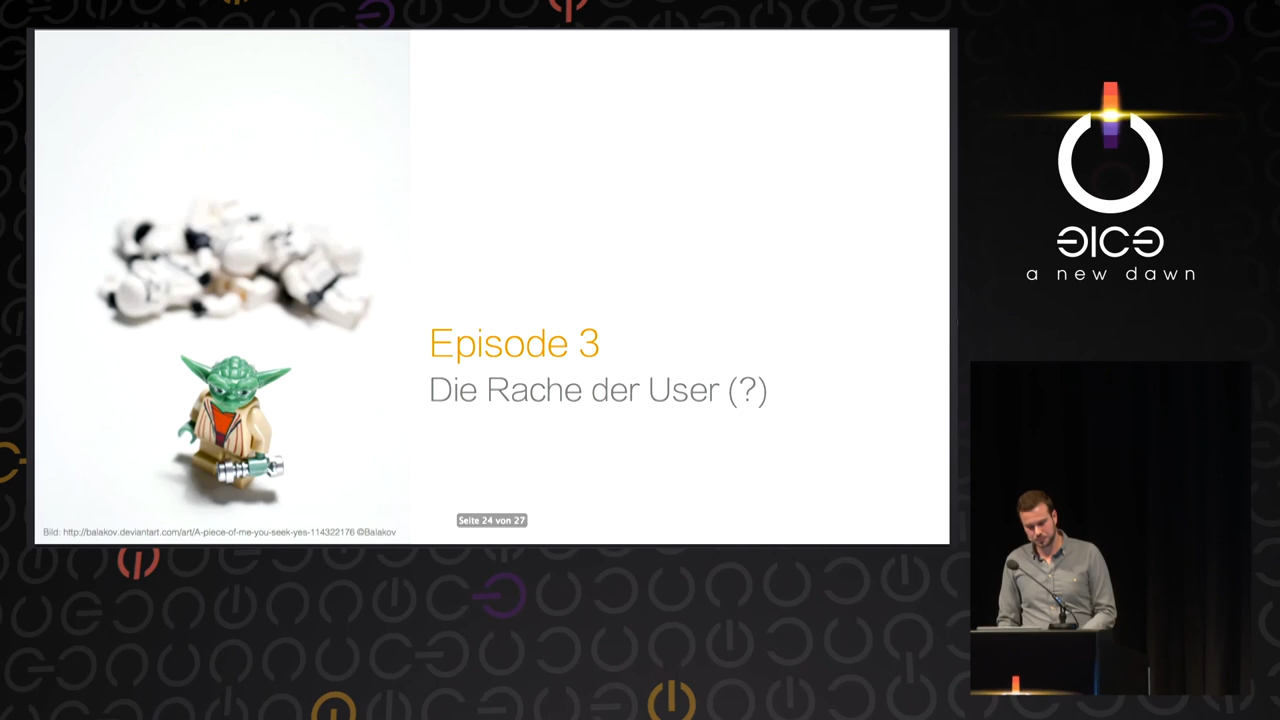 Episode 3
Die Rache der User (?)
Seite 24 von 27
Bild: http://balakov.deviantart.com/art/A-piece-of-me-you-seek-yes-114322176 ©Balakov
31C3
a new dawn